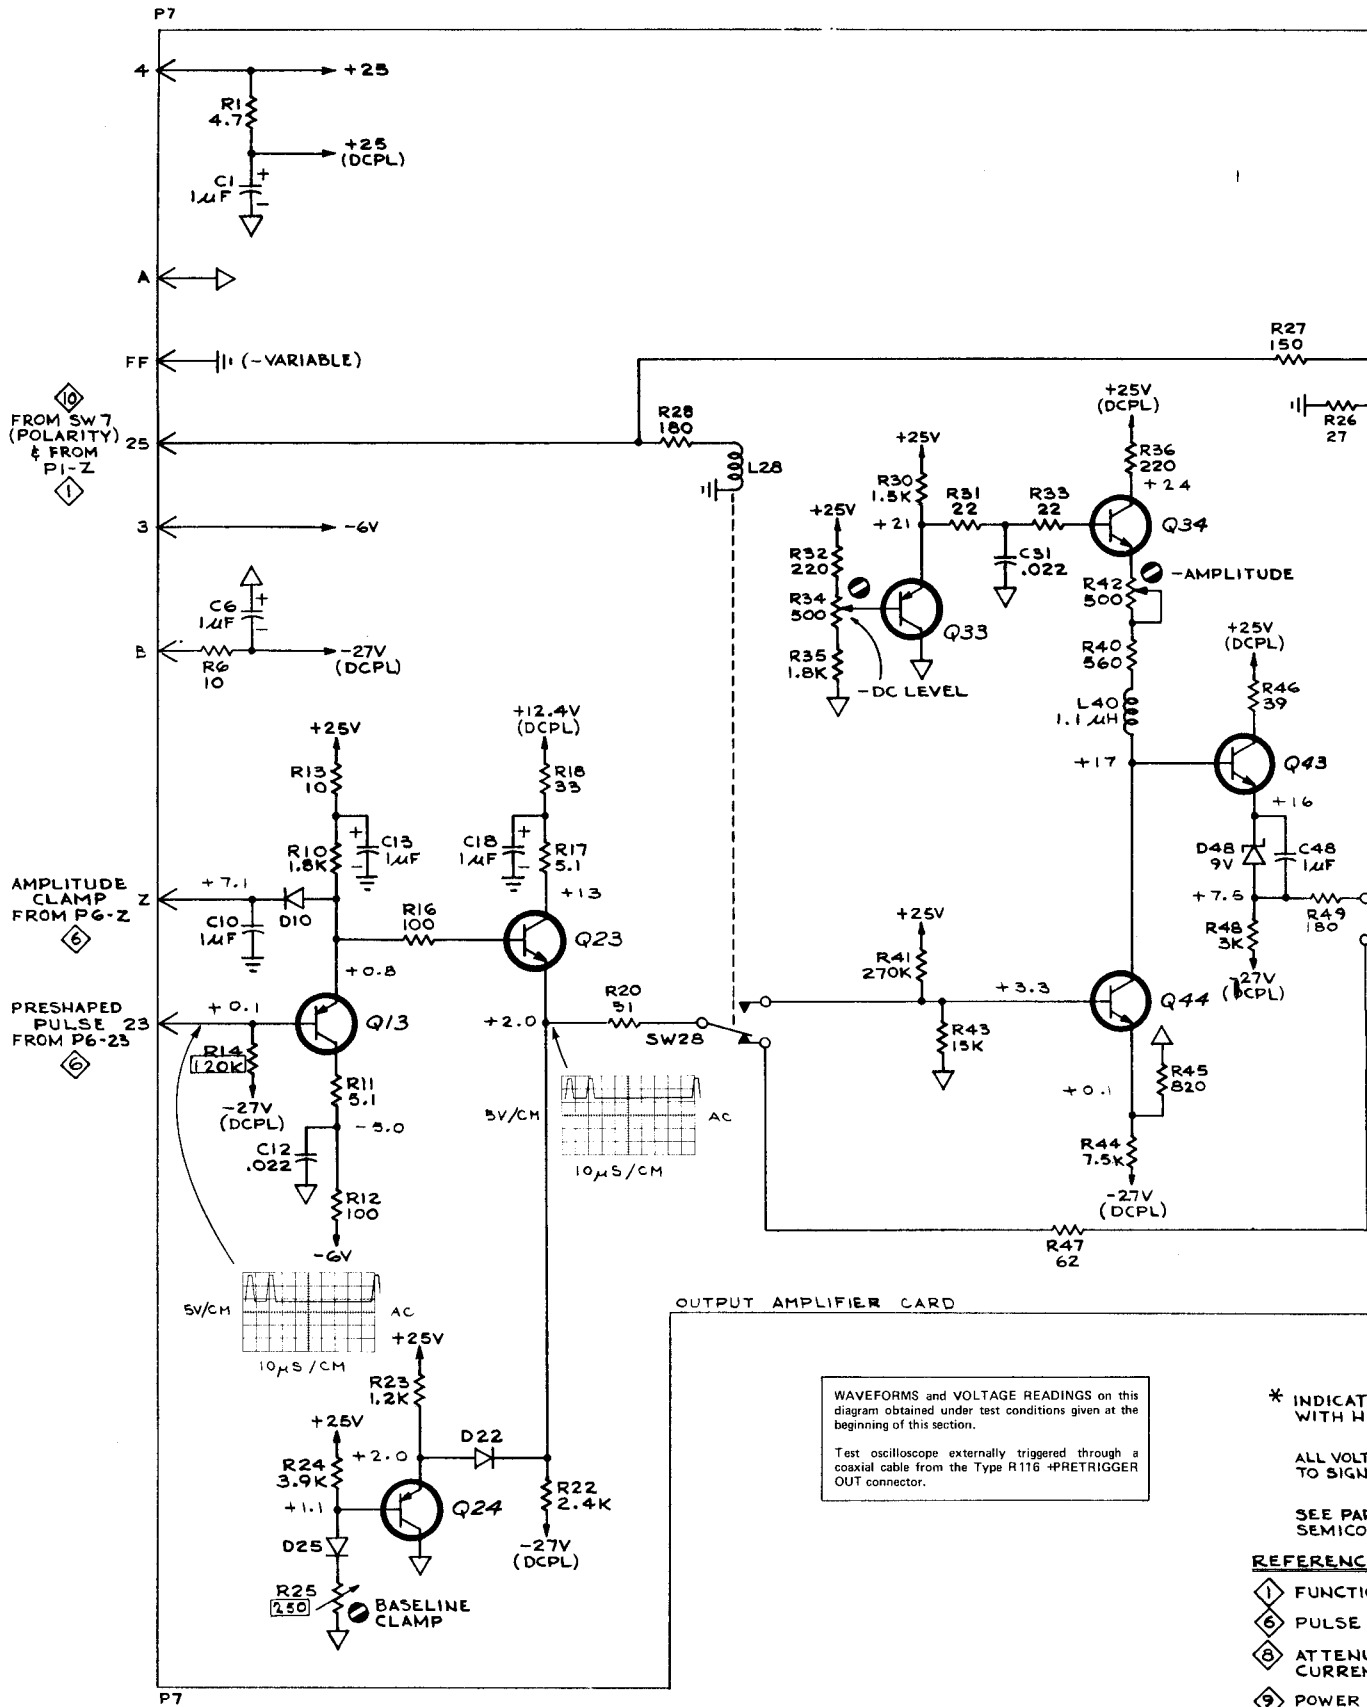 P7
4
+25
R1
4.7
+25
(DCPL)
C1
1µF
+
-
A
FF
(-VARIABLE)
10
FROM SW7
(POLARITY)
& FROM
P1-Z
1
25
R28
180
L28
R27
150
R26
27
3
-6V
C6
1µF
+
-
B
R6
10
-27V
(DCPL)
+25V
R30
1.5K
+21
R31
22
R33
22
C31
.022
+25V
(DCPL)
R36
220
+24
Q34
+25V
R32
220
R34
500
R35
1.8K
Q33
-DC LEVEL
R42
500
-AMPLITUDE
R40
560
L40
1.1 µH
+17
+25V
(DCPL)
R46
39
Q43
+16
D48
9V
C48
1µF
+7.5
R49
180
R48
3K
-27V
(DCPL)
+25V
R13
10
R10
1.8K
+
-
C13
1µF
+12.4V
(DCPL)
R18
33
C18
1µF
+
-
R17
5.1
+13
AMPLITUDE
CLAMP
FROM P6-Z
6
Z
+7.1
C10
1µF
D10
R16
100
Q23
+0.8
PRESHAPED
PULSE
FROM P6-23
6
23
+0.1
Q13
R14
120K
-27V
(DCPL)
R11
5.1
-5.0
C12
.022
R12
100
-6V
+2.0
R20
51
SW28
5V/CM
AC
10µS/CM
+25V
R41
270K
+3.3
R43
15K
Q44
R45
820
+0.1
R44
7.5K
-27V
(DCPL)
R47
62
5V/CM
AC
10µS/CM
OUTPUT AMPLIFIER CARD
+25V
R23
1.2K
+25V
R24
3.9K
+2.0
D22
+1.1
Q24
R22
2.4K
-27V
(DCPL)
D25
R25
250
BASELINE
CLAMP
WAVEFORMS and VOLTAGE READINGS on this
diagram obtained under test conditions given at the
beginning of this section.
Test oscilloscope externally triggered through a
coaxial cable from the Type R116 +PRETRIGGER
OUT connector.
* INDICAT
WITH H
ALL VOLT
TO SIGN
SEE PAR
SEMICO
REFERENC
1 FUNCTIO
6 PULSE
8 ATTENU
CURREN
9 POWER
P7